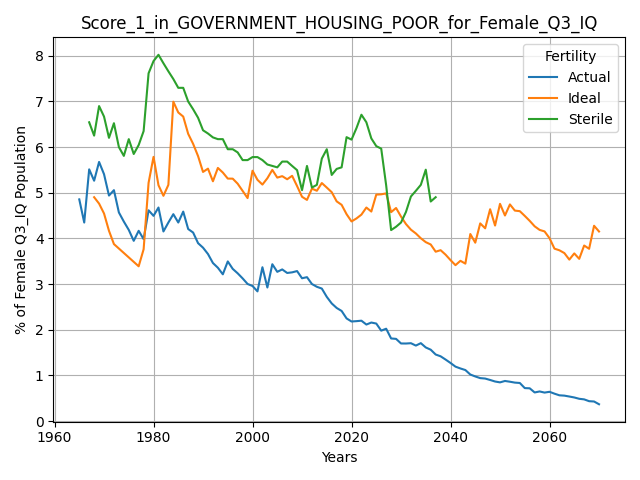 Score_1_in_GOVERNMENT_HOUSING_POOR_for_Female_Q3_IQ
% of Female Q3_IQ Population
8
7
6
5
4
3
2
1
0
Fertility
Actual
Ideal
Sterile
1960 1980 2000 2020 2040 2060
Years